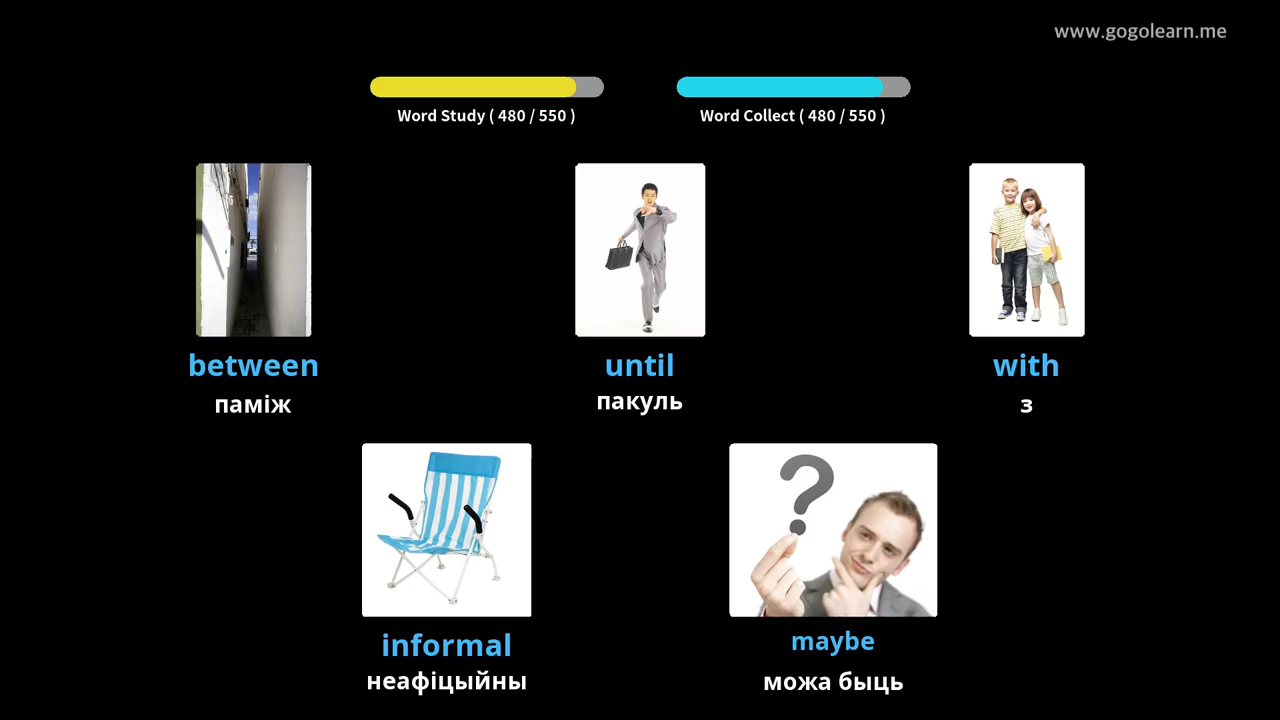 www.gogolearn.me
Word Study ( 480 / 550 )
Word Collect ( 480 / 550 )
between
паміж
until
пакуль
with
з
informal
неафіцыйны
maybe
можа быць